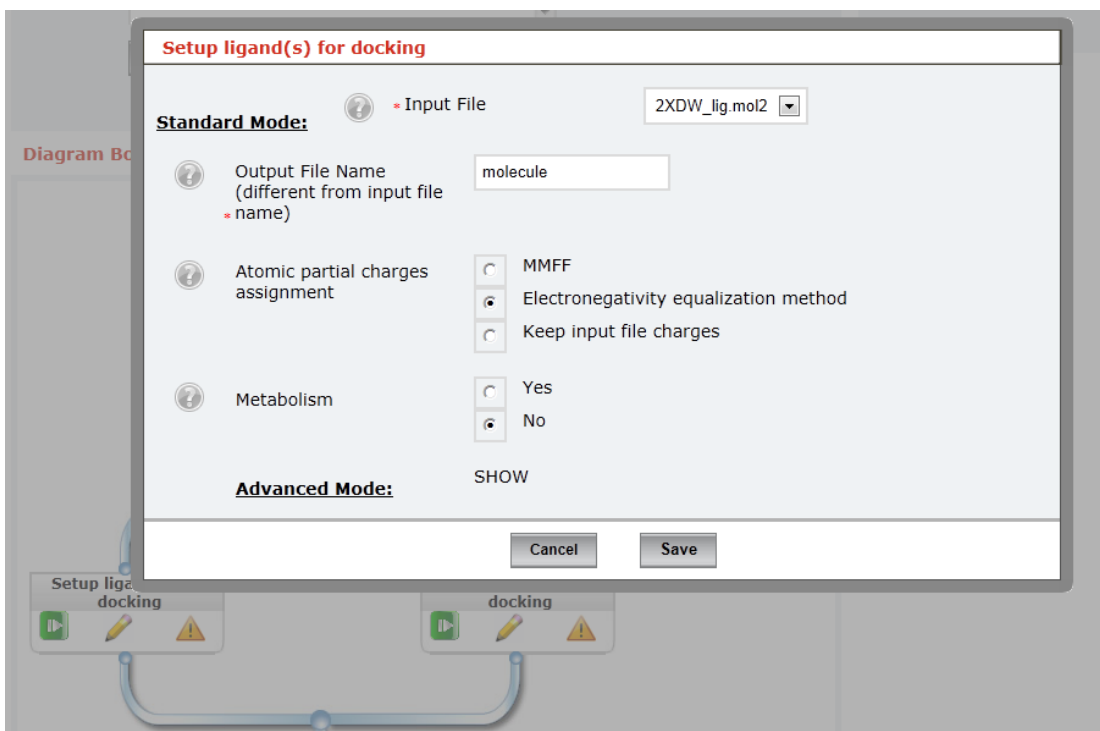 Setup ligand(s) for docking
* Input File
2XDW_lig.mol2
Standard Mode:
Diagram Bo
Output File Name
(different from input file
* name)
molecule
Atomic partial charges
assignment
MMFF
Electronegativity equalization method
Keep input file charges
Metabolism
Yes
No
Advanced Mode:
SHOW
Cancel
Save
Setup liga
docking
docking